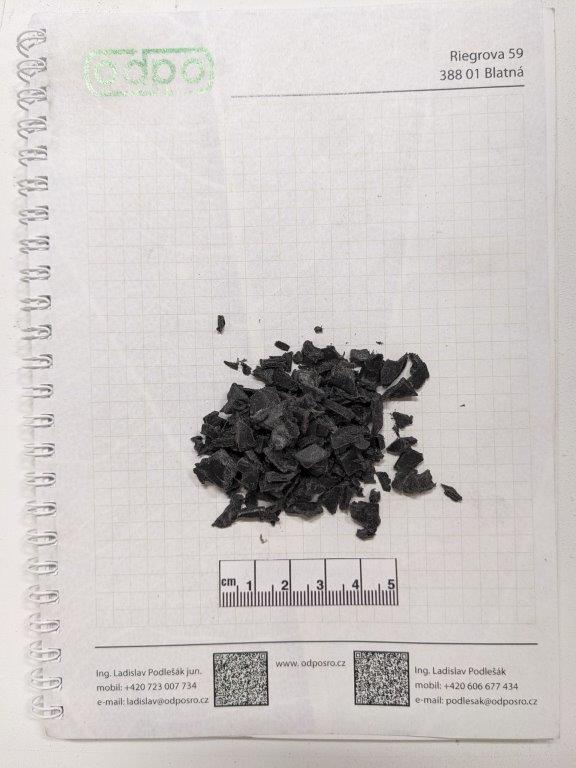 odpo
Riegrova 59
388 01 Blatná
cm 1 2 3 4 5
Ing. Ladislav Podlešák jun.
mobil: +420 723 007 734
e-mail: ladislav@odposro.cz
www. odposro.cz
Ing. Ladislav Podlešák
mobil: +420 606 677 434
e-mail: podlesak@odposro.cz